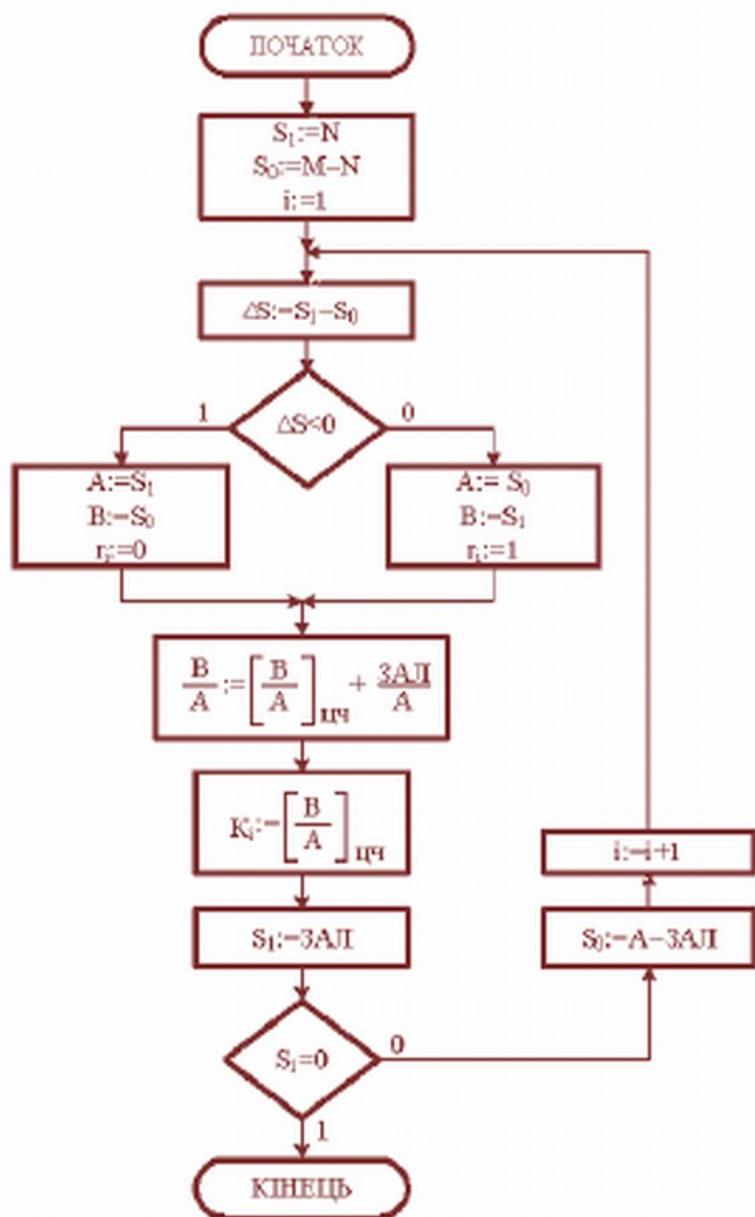 ПОЧАТОК
S₁:=N
S₀:=M–N
i:=1
ΔS:=S₁–S₀
ΔS<0
1
0
A:=S₁
B:=S₀
rᵢ:=0
A:= S₀
B:=S₁
rᵢ:=1
B/A:=[B/A]цч + ЗАЛ/A
Kᵢ:=[B/A]цч
i:=i+1
S₁:=ЗАЛ
S₀:=A–ЗАЛ
S₁=0
0
1
КІНЕЦЬ